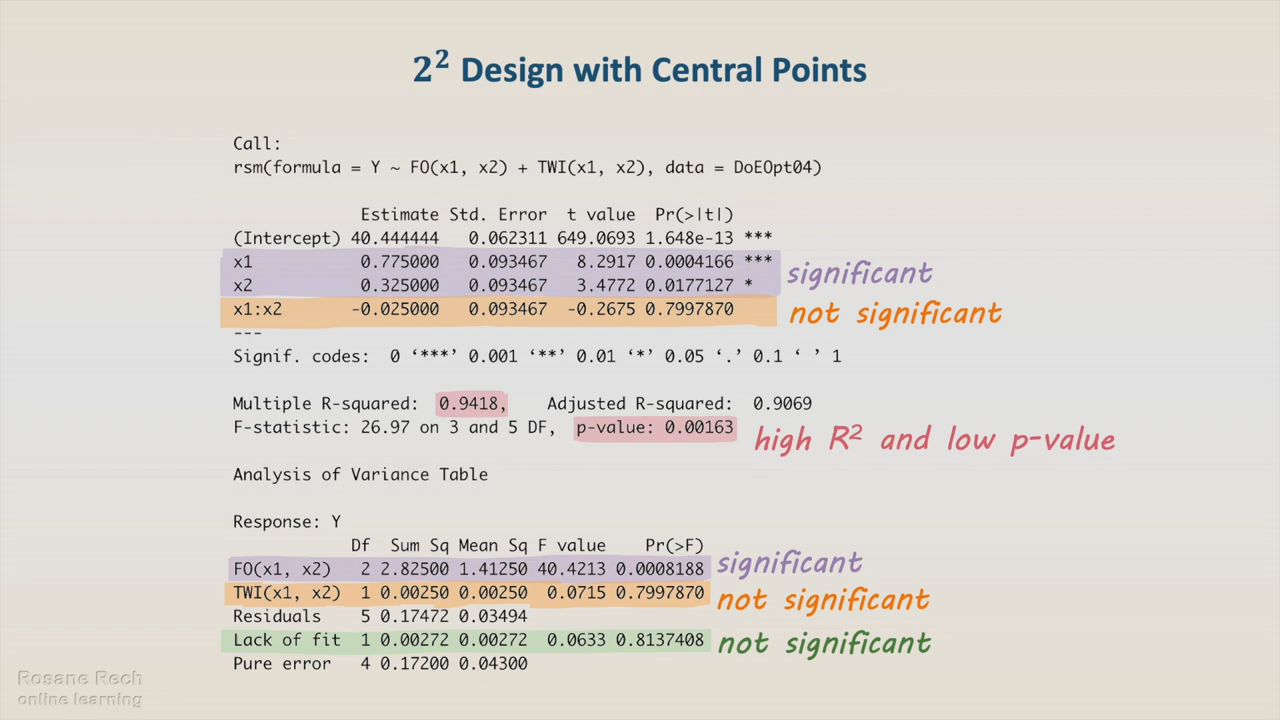 2² Design with Central Points
Call:
rsm(formula = Y ~ FO(x1, x2) + TWI(x1, x2), data = DoEOpt04)
Estimate Std. Error t value Pr(>|t|)
(Intercept) 40.444444 0.062311 649.0693 1.648e-13 ***
x1 0.775000 0.093467 8.2917 0.0004166 ***
x2 0.325000 0.093467 3.4772 0.0177127 *
significant
x1:x2 -0.025000 0.093467 -0.2675 0.7997870
not significant
---
Signif. codes: 0 ‘***’ 0.001 ‘**’ 0.01 ‘*’ 0.05 ‘.’ 0.1 ‘ ’ 1
Multiple R-squared: 0.9418, Adjusted R-squared: 0.9069
F-statistic: 26.97 on 3 and 5 DF, p-value: 0.00163
high R² and low p-value
Analysis of Variance Table
Response: Y
Df Sum Sq Mean Sq F value Pr(>F)
FO(x1, x2) 2 2.82500 1.41250 40.4213 0.0008188 significant
TWI(x1, x2) 1 0.00250 0.00250 0.0715 0.7997870 not significant
Residuals 5 0.17472 0.03494
Lack of fit 1 0.00272 0.00272 0.0633 0.8137408 not significant
Pure error 4 0.17200 0.04300
Rosane Rech
online learning